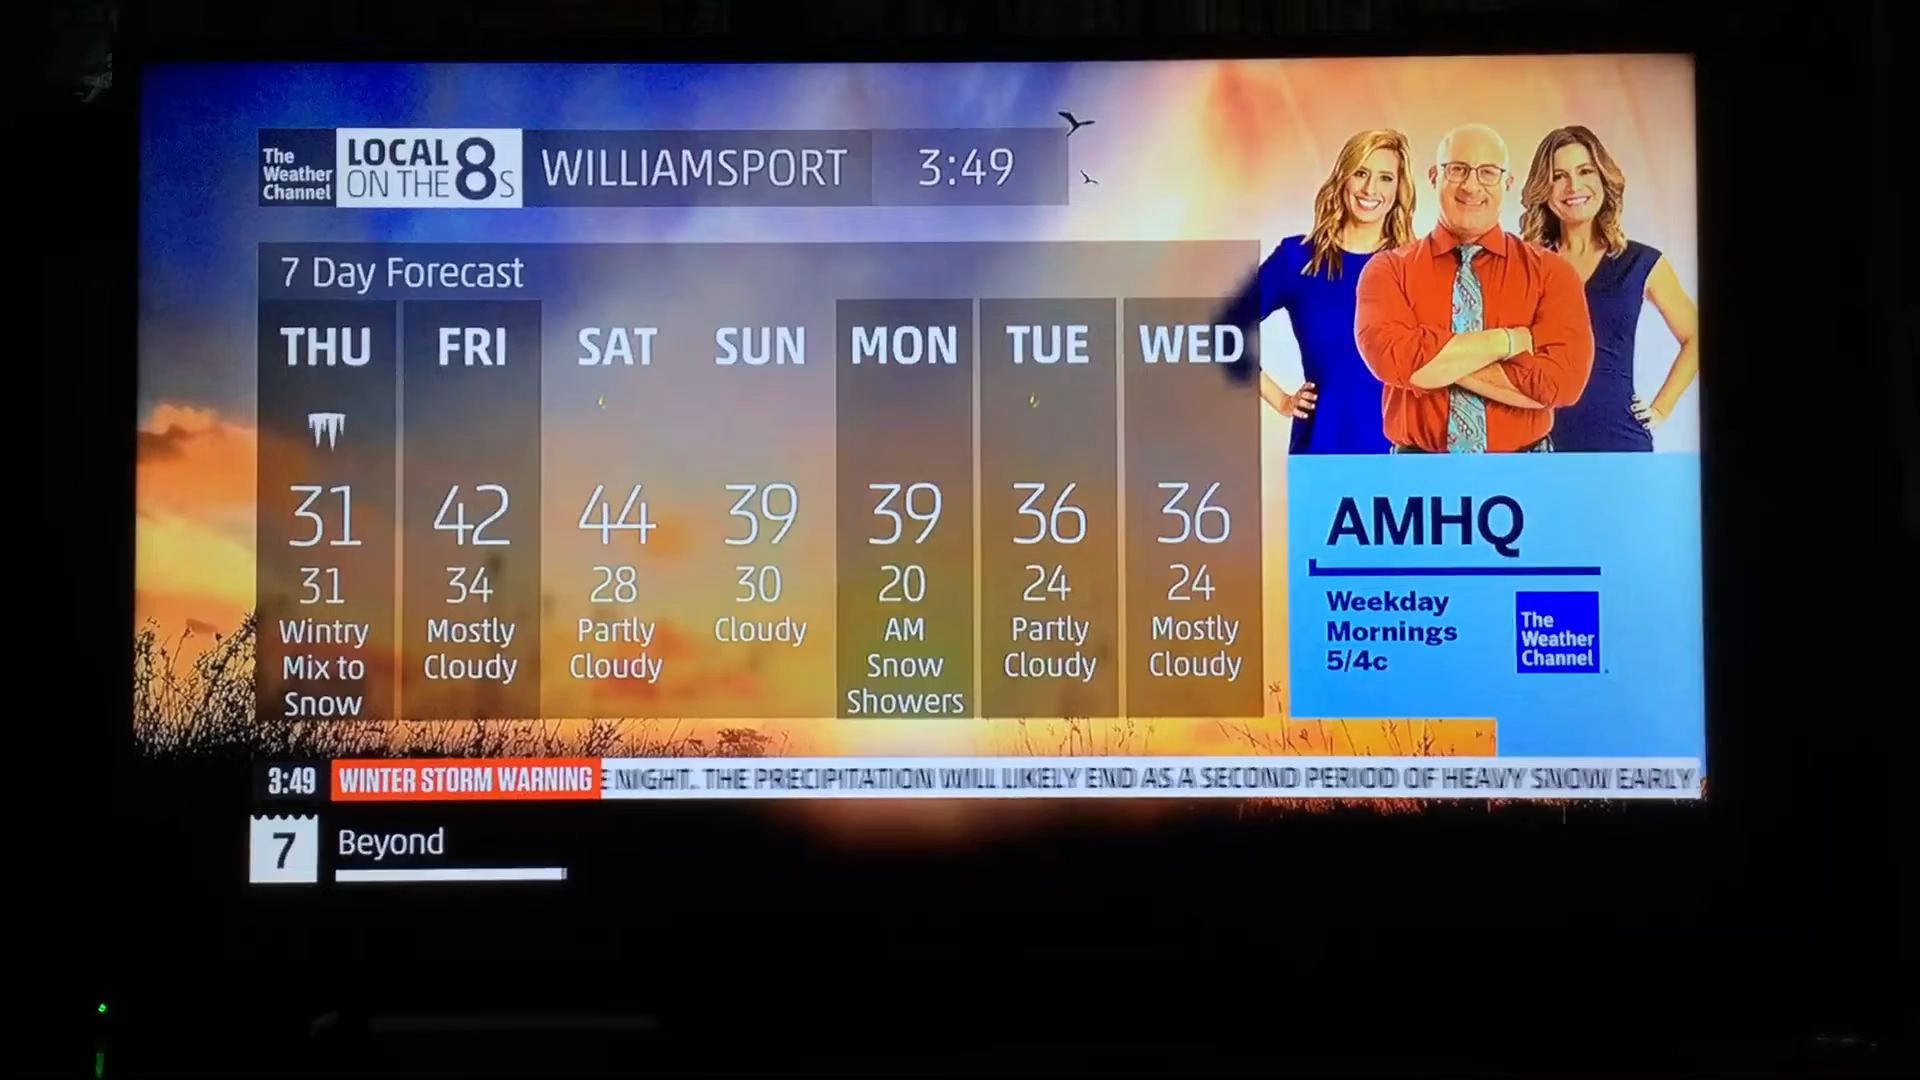 The Weather Channel
LOCAL ON THE 8s
WILLIAMSPORT
3:49
7 Day Forecast
THU FRI SAT SUN MON TUE WED
31 42 44 39 39 36 36
31 34 28 30 20 24 24
Wintry Mostly Partly Cloudy AM Partly Mostly
Mix to Cloudy Cloudy Snow Cloudy Cloudy
Snow Showers
AMHQ
Weekday
Mornings
5/4c
The
Weather
Channel
3:49 WINTER STORM WARNING E NIGHT. THE PRECIPITATION WILL LIKELY END AS A SECOND PERIOD OF HEAVY SNOW EARLY
7 Beyond